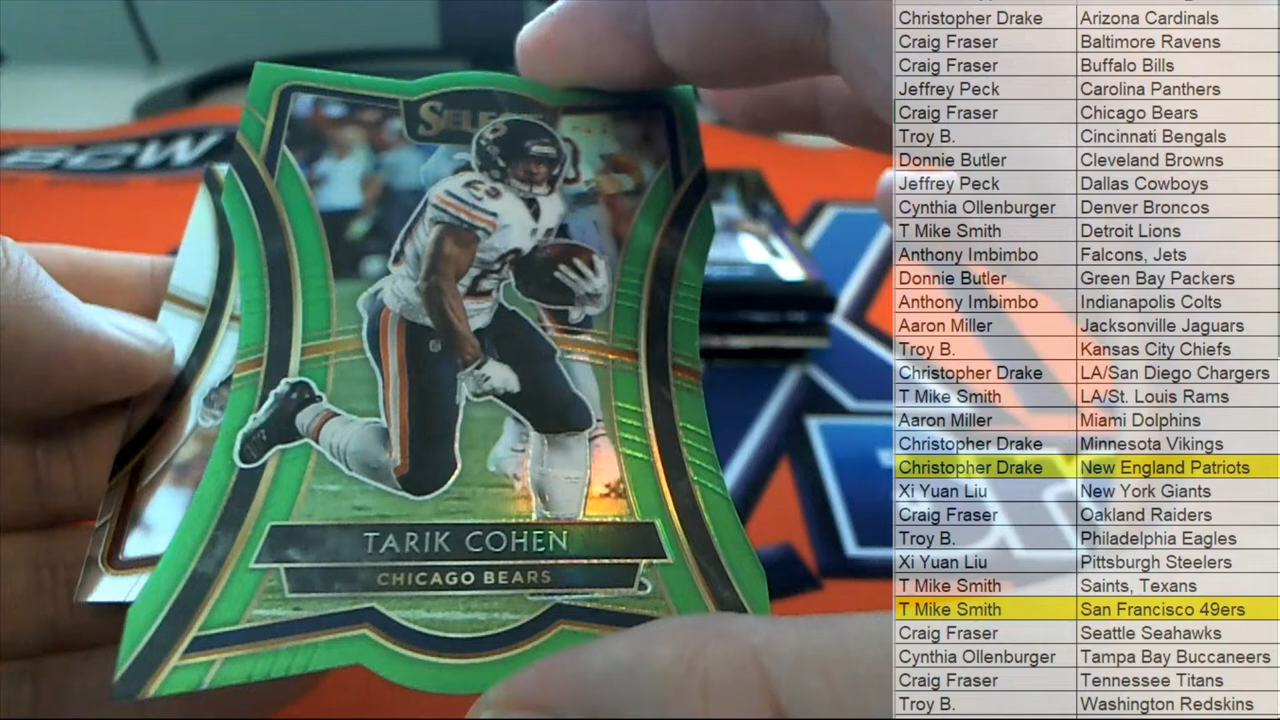 BCW
SELECT
TARIK COHEN
CHICAGO BEARS
Christopher Drake Arizona Cardinals
Craig Fraser Baltimore Ravens
Craig Fraser Buffalo Bills
Jeffrey Peck Carolina Panthers
Craig Fraser Chicago Bears
Troy B. Cincinnati Bengals
Donnie Butler Cleveland Browns
Jeffrey Peck Dallas Cowboys
Cynthia Ollenburger Denver Broncos
T Mike Smith Detroit Lions
Anthony Imbimbo Falcons, Jets
Donnie Butler Green Bay Packers
Anthony Imbimbo Indianapolis Colts
Aaron Miller Jacksonville Jaguars
Troy B. Kansas City Chiefs
Christopher Drake LA/San Diego Chargers
T Mike Smith LA/St. Louis Rams
Aaron Miller Miami Dolphins
Christopher Drake Minnesota Vikings
Christopher Drake New England Patriots
Xi Yuan Liu New York Giants
Craig Fraser Oakland Raiders
Troy B. Philadelphia Eagles
Xi Yuan Liu Pittsburgh Steelers
T Mike Smith Saints, Texans
T Mike Smith San Francisco 49ers
Craig Fraser Seattle Seahawks
Cynthia Ollenburger Tampa Bay Buccaneers
Craig Fraser Tennessee Titans
Troy B. Washington Redskins